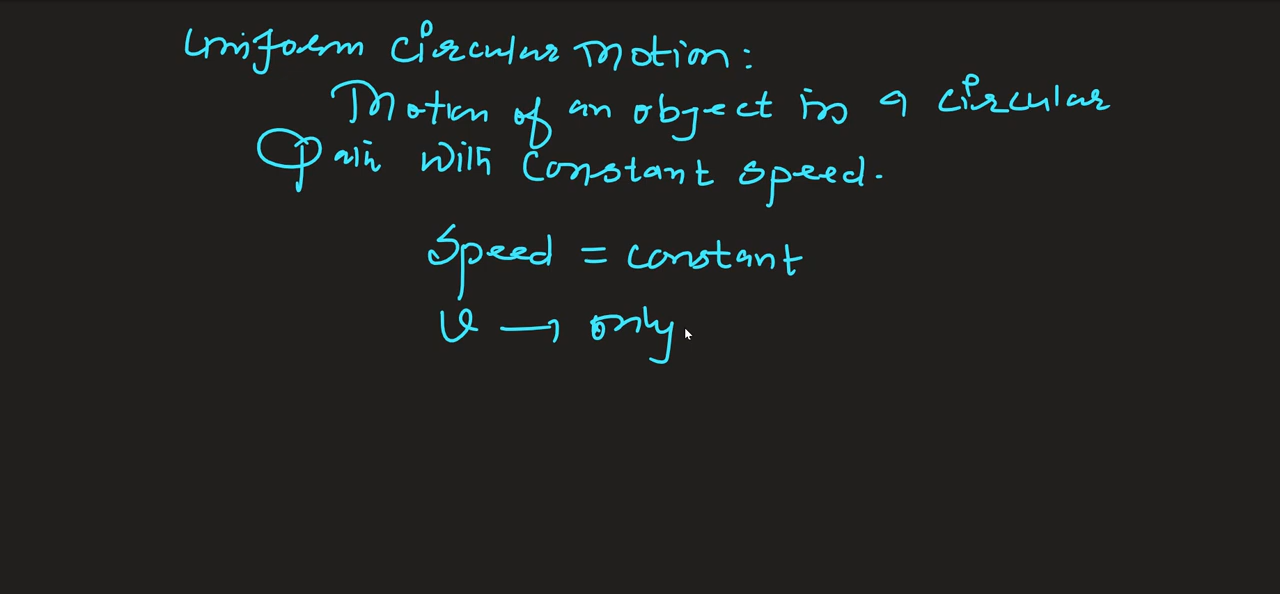 Uniform circular motion:
Motion of an object in a circular
Path with constant speed.
Speed = constant
v → only